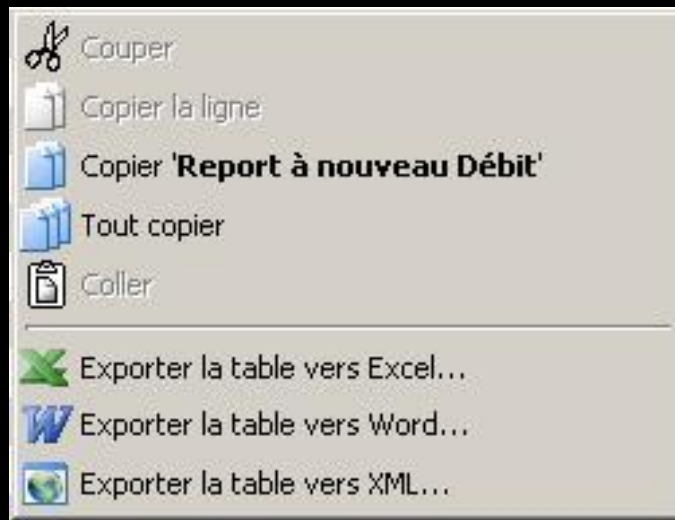 Couper
Copier la ligne
Copier 'Report à nouveau Débit'
Tout copier
Coller
Exporter la table vers Excel...
Exporter la table vers Word...
Exporter la table vers XML...